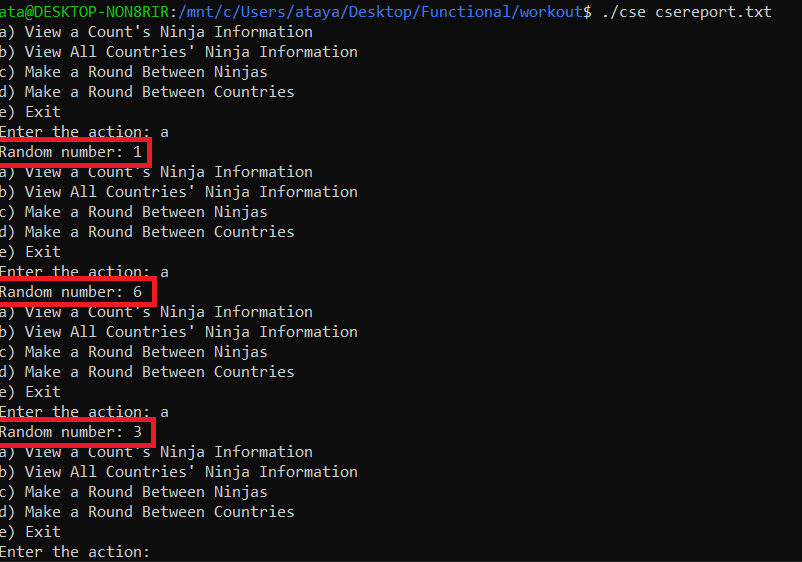 ata@DESKTOP-NON8RIR:/mnt/c/Users/ataya/Desktop/Functional/workout$ ./cse csereport.txt
a) View a Count's Ninja Information
b) View All Countries' Ninja Information
c) Make a Round Between Ninjas
d) Make a Round Between Countries
e) Exit
Enter the action: a
Random number: 1
a) View a Count's Ninja Information
b) View All Countries' Ninja Information
c) Make a Round Between Ninjas
d) Make a Round Between Countries
e) Exit
Enter the action: a
Random number: 6
a) View a Count's Ninja Information
b) View All Countries' Ninja Information
c) Make a Round Between Ninjas
d) Make a Round Between Countries
e) Exit
Enter the action: a
Random number: 3
a) View a Count's Ninja Information
b) View All Countries' Ninja Information
c) Make a Round Between Ninjas
d) Make a Round Between Countries
e) Exit
Enter the action: